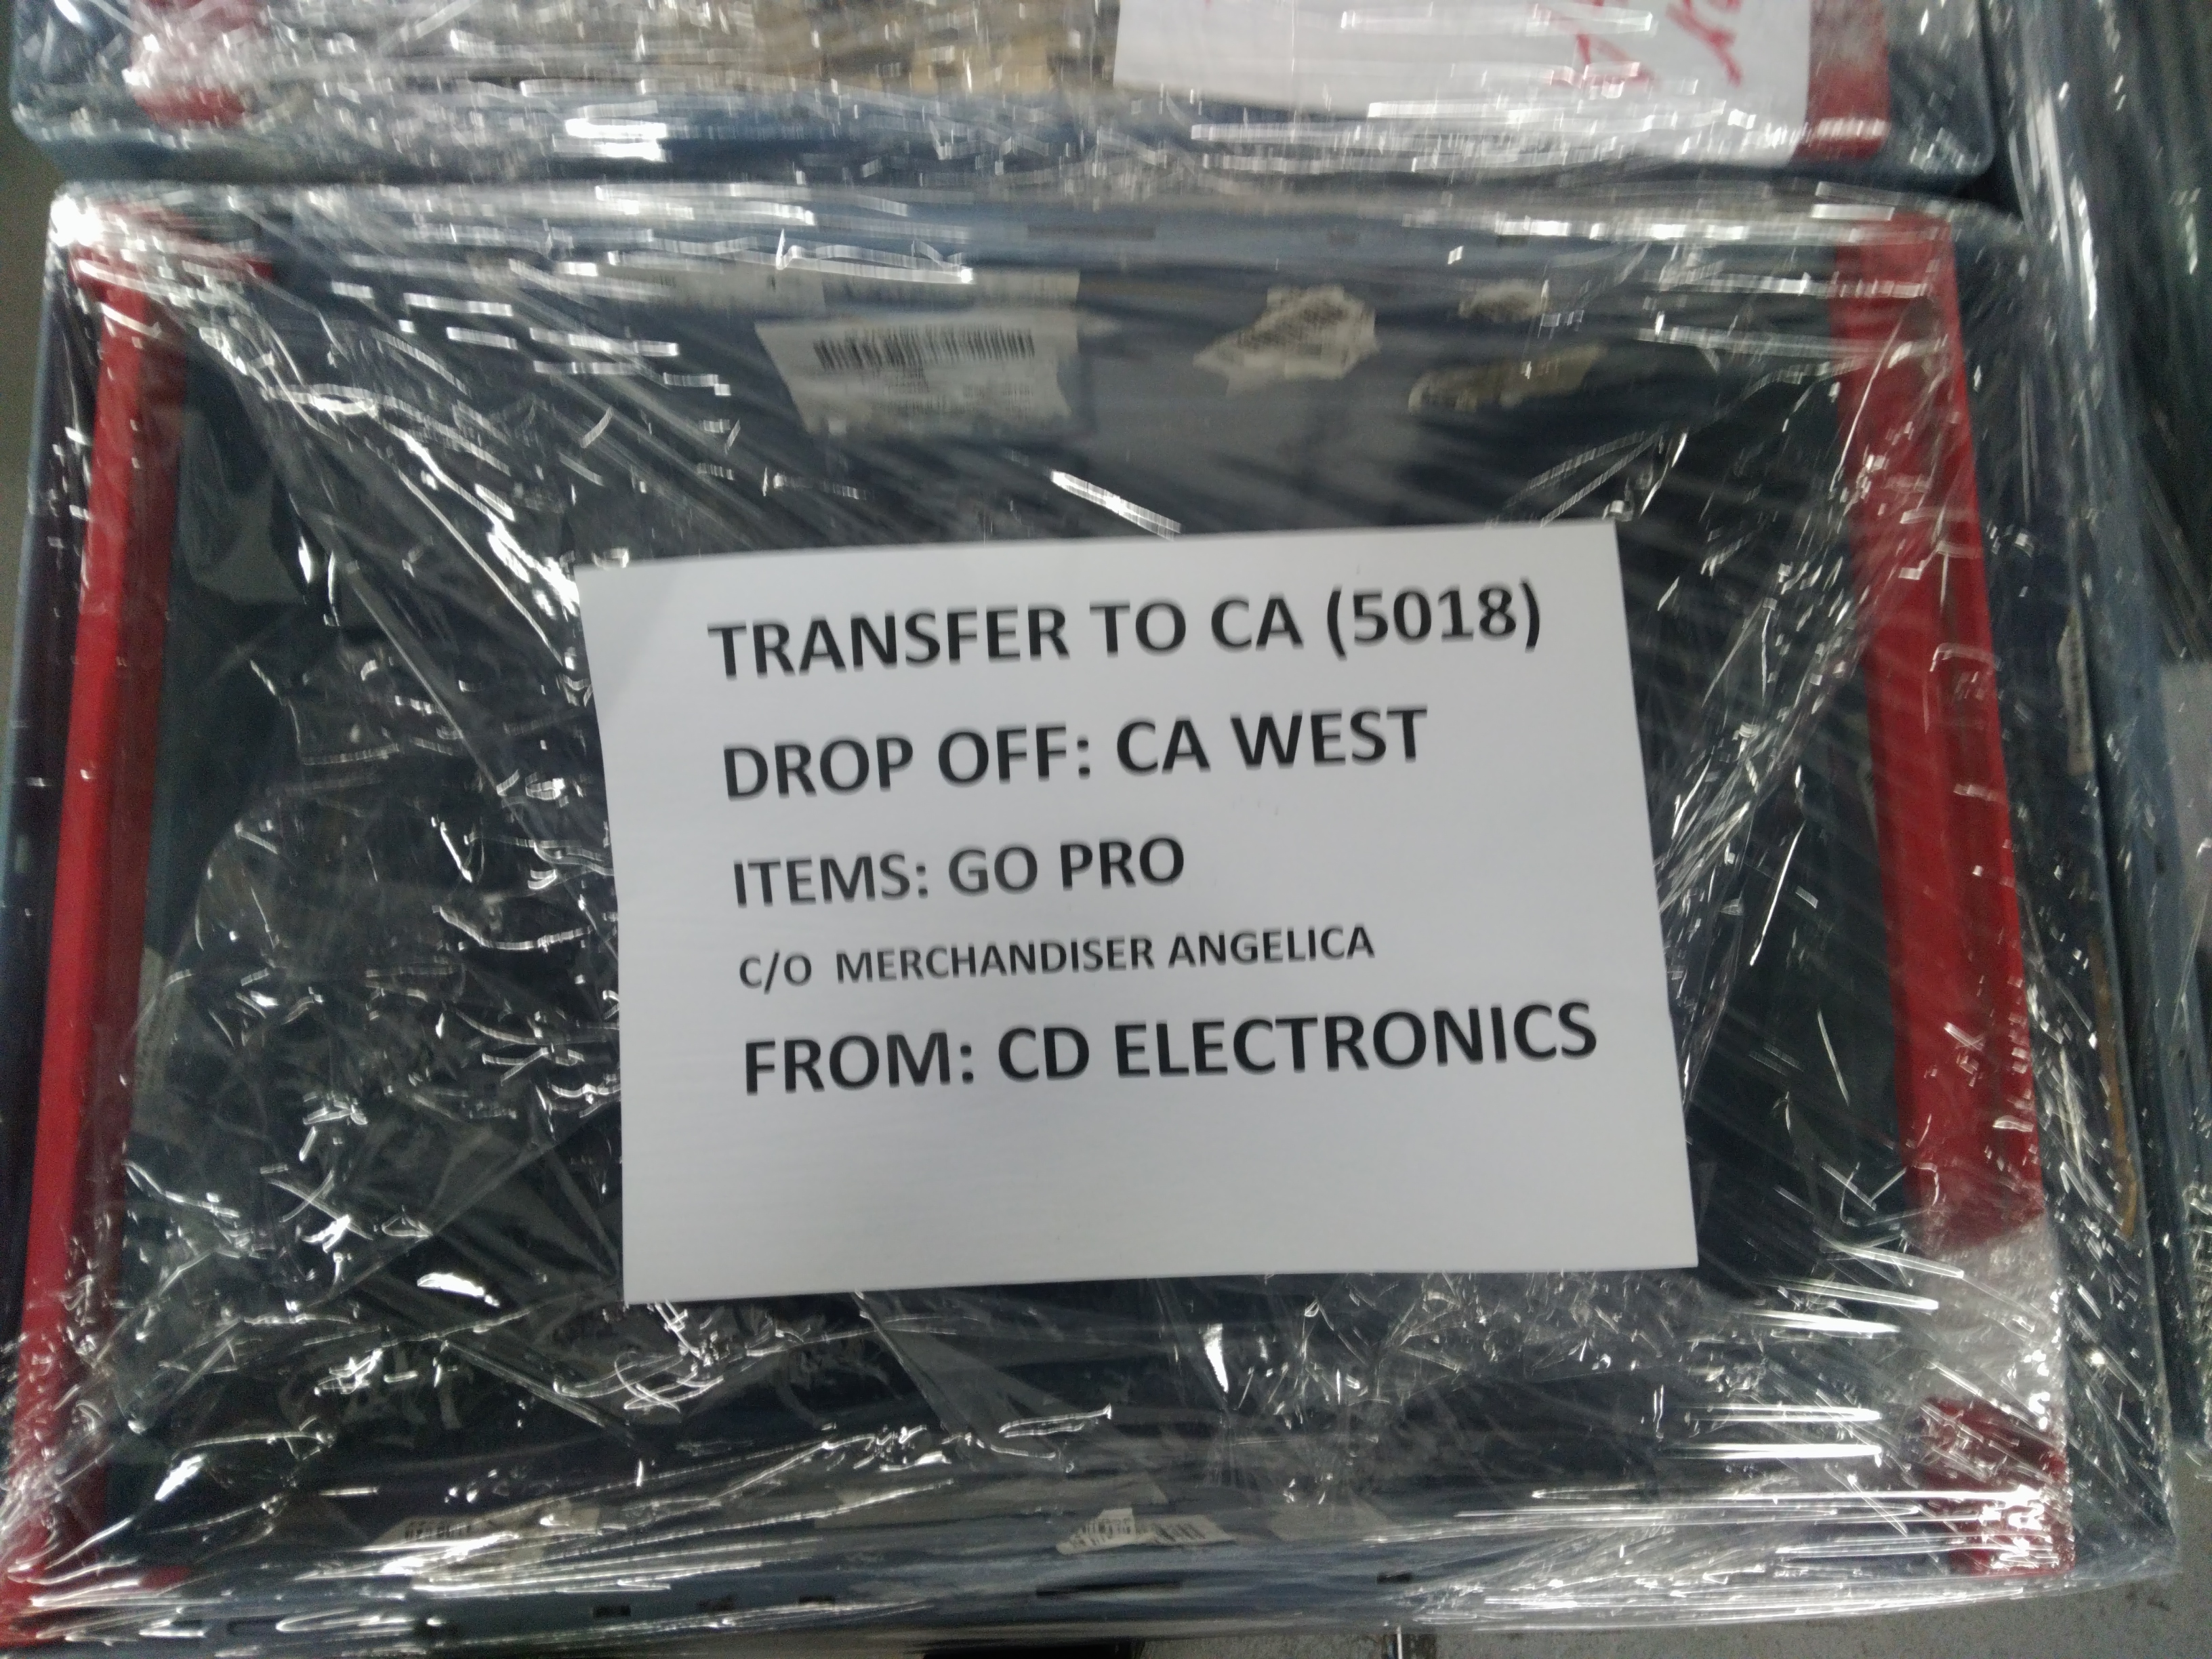 TRANSFER TO CA (5018)
DROP OFF: CA WEST
ITEMS: GO PRO
C/O MERCHANDISER ANGELICA
FROM: CD ELECTRONICS